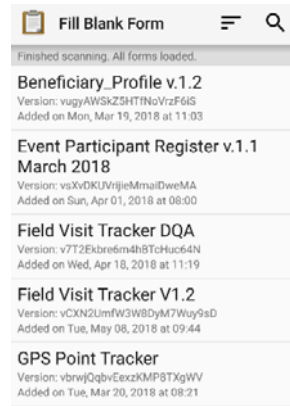 Fill Blank Form
Finished scanning. All forms loaded.
Beneficiary_Profile v.1.2
Version: vugyAWSkZ5HTfNoVrzF6iS
Added on Mon, Mar 19, 2018 at 11:03
Event Participant Register v.1.1
March 2018
Version: vsXvDKUVrijieMmaiDweMA
Added on Sun, Apr 01, 2018 at 08:00
Field Visit Tracker DQA
Version: v7T2Ekbre6m4hBTcHuc64N
Added on Wed, Apr 18, 2018 at 11:19
Field Visit Tracker V1.2
Version: vCXN2UmfW3W8DyM7Wuy9sD
Added on Tue, May 08, 2018 at 09:44
GPS Point Tracker
Version: vbrwjQqbvEexzKMP8TXgWV
Added on Tue, Mar 20, 2018 at 08:21